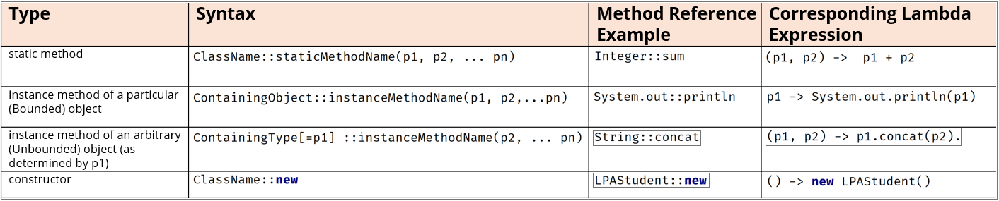 Type
Syntax
Method Reference
Example
Corresponding Lambda
Expression
static method
ClassName::staticMethodName(p1, p2, ... pn)
Integer::sum
(p1, p2) -> p1 + p2
instance method of a particular
(Bounded) object
ContainingObject::instanceMethodName(p1, p2,...pn)
System.out::println
p1 -> System.out.println(p1)
instance method of an arbitrary
(Unbounded) object (as
determined by p1)
ContainingType[=p1] ::instanceMethodName(p2, ... pn)
String::concat
(p1, p2) -> p1.concat(p2).
constructor
ClassName::new
LPAStudent::new
() -> new LPAStudent()